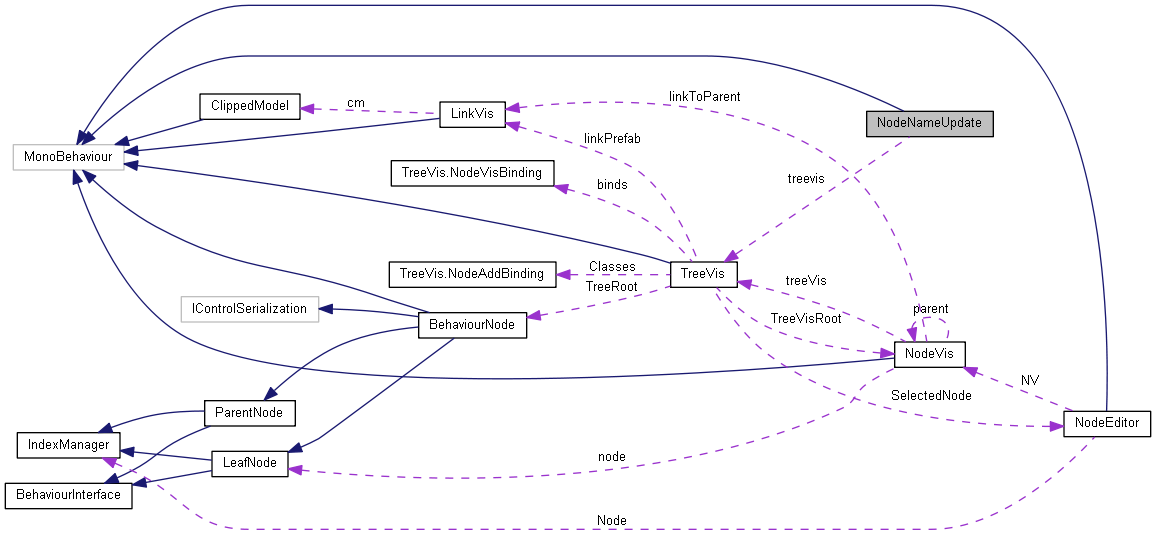 linkToParent
ClippedModel
cm
LinkVis
NodeNameUpdate
linkPrefab
MonoBehaviour
TreeVis.NodeVisBinding
binds
treevis
TreeVis.NodeAddBinding
Classes
TreeVis
treeVis
TreeRoot
IControlSerialization
BehaviourNode
TreeVisRoot
parent
NodeVis
NV
SelectedNode
ParentNode
NodeEditor
IndexManager
LeafNode
node
BehaviourInterface
Node